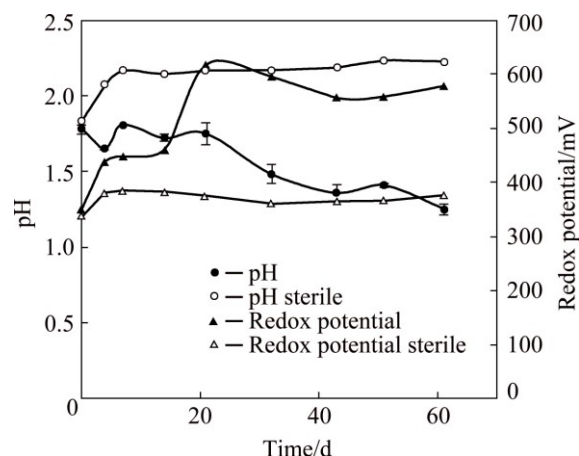 2.5
2.0
1.5
1.2
0.5
0
pH
700
600
500
400
300
200
100
0
Redox potential/mV
pH
pH sterile
Redox potential
Redox potential sterile
0
20
40
60
Time/d